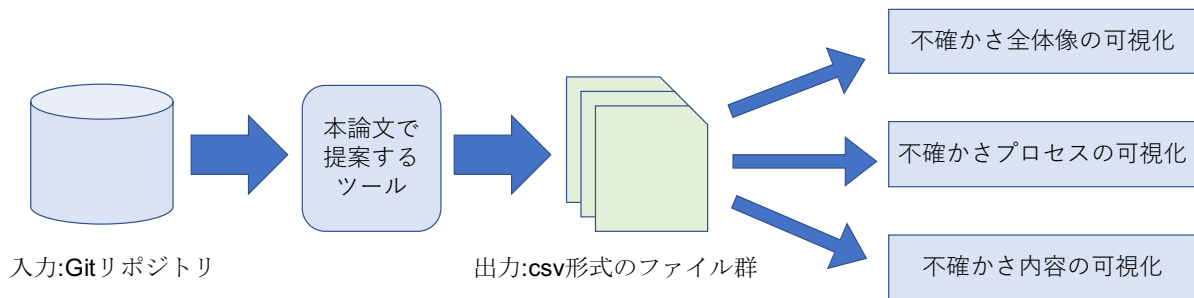 入力:Gitリポジトリ
本論文で
提案する
ツール
出力:csv形式のファイル群
不確かさ全体像の可視化
不確かさプロセスの可視化
不確かさ内容の可視化